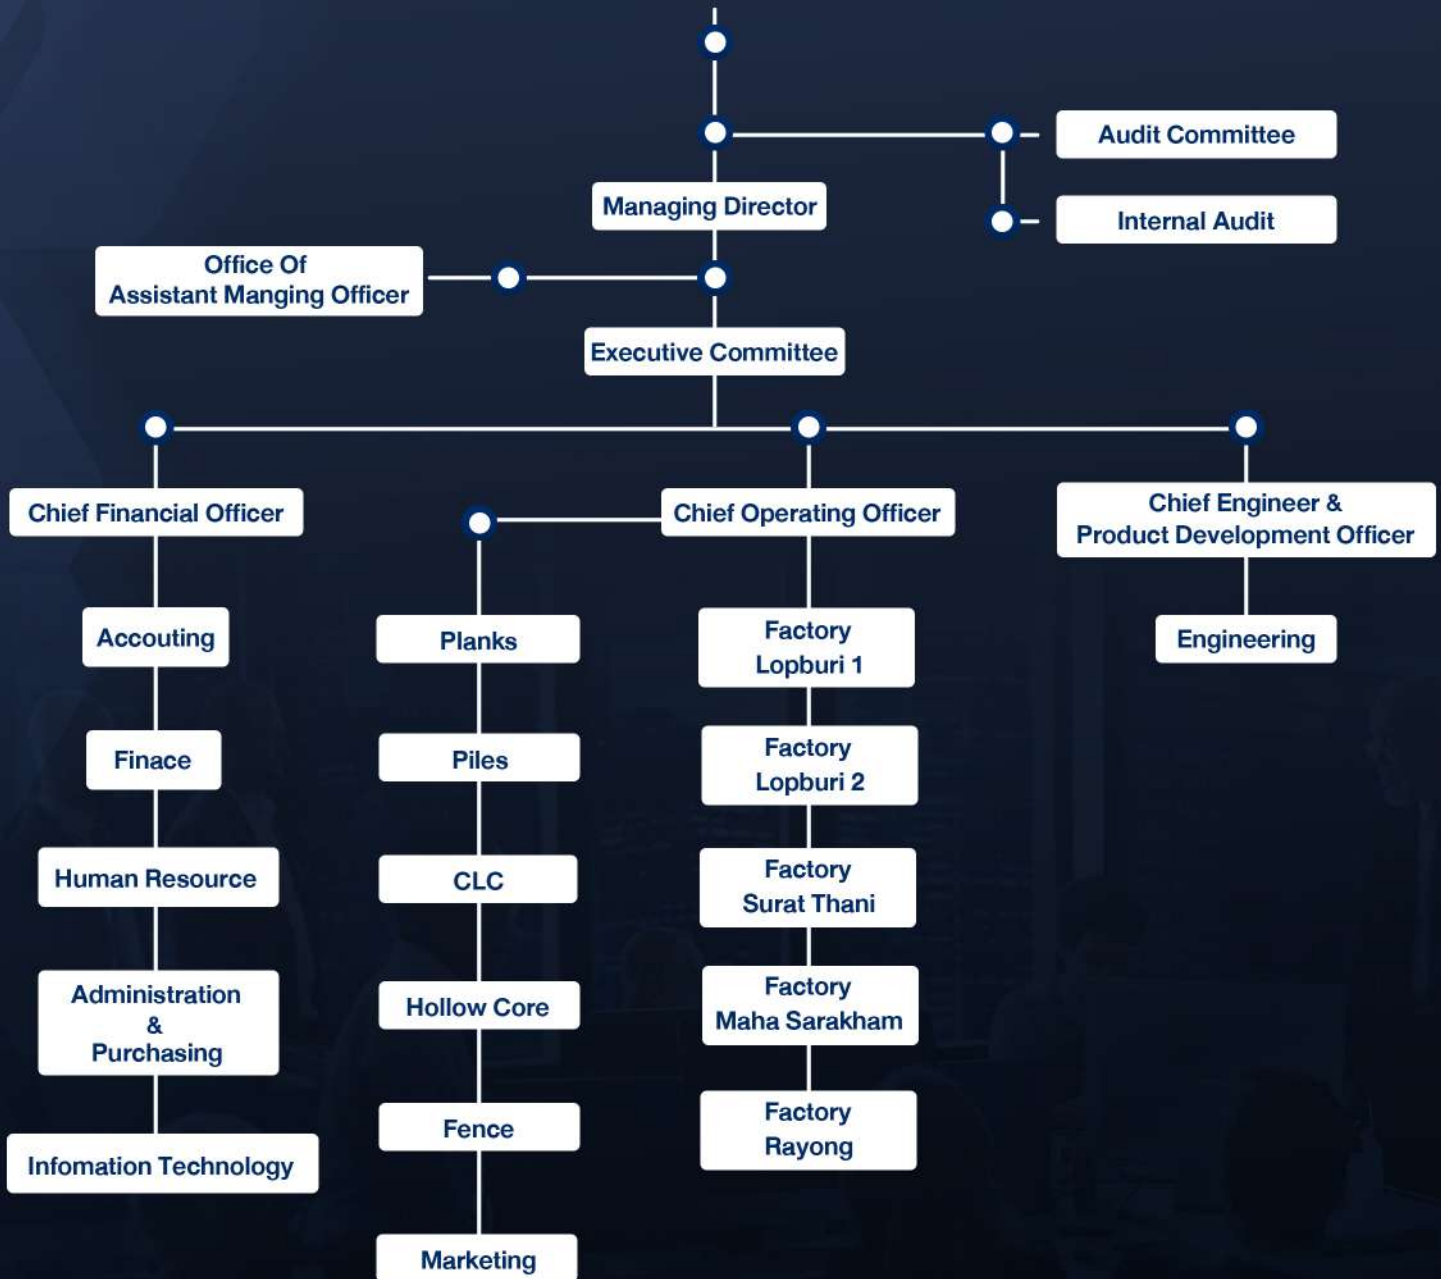 Audit Committee
Managing Director
Internal Audit
Office Of
Assistant Manging Officer
Executive Committee
Chief Financial Officer
Chief Operating Officer
Chief Engineer &
Product Development Officer
Accouting
Finace
Human Resource
Administration
&
Purchasing
Infomation Technology
Planks
Piles
CLC
Hollow Core
Fence
Marketing
Factory
Lopburi 1
Factory
Lopburi 2
Factory
Surat Thani
Factory
Maha Sarakham
Factory
Rayong
Engineering